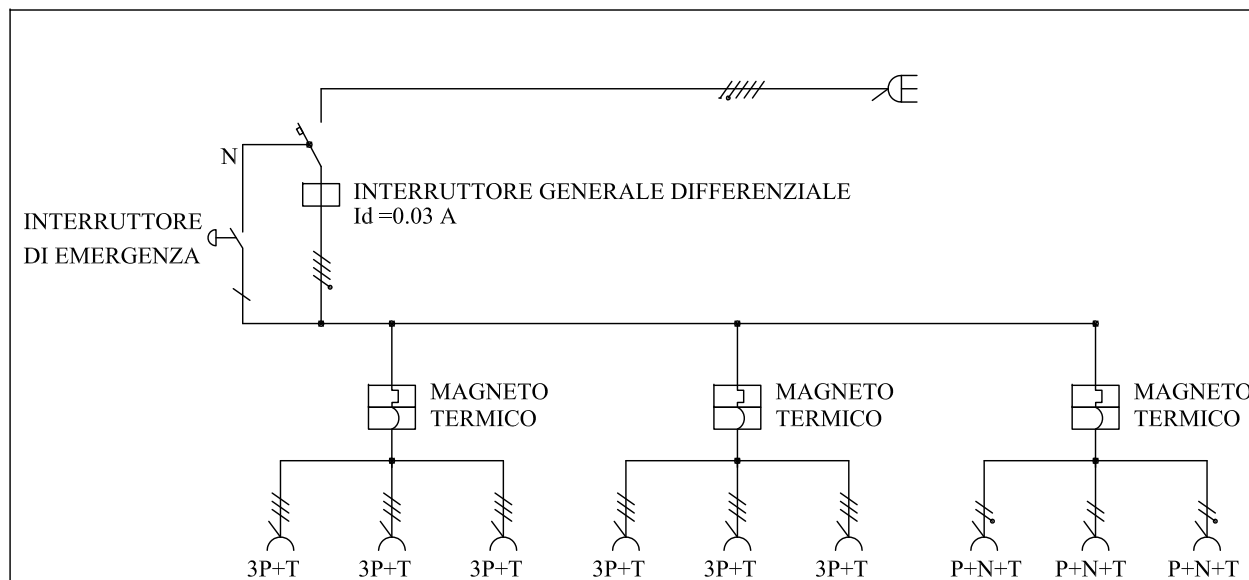 N
INTERRUTTORE GENERALE DIFFERENZIALE
Id =0.03 A
INTERRUTTORE
DI EMERGENZA
MAGNETO
TERMICO
MAGNETO
TERMICO
MAGNETO
TERMICO
3P+T 3P+T 3P+T 3P+T 3P+T 3P+T P+N+T P+N+T P+N+T